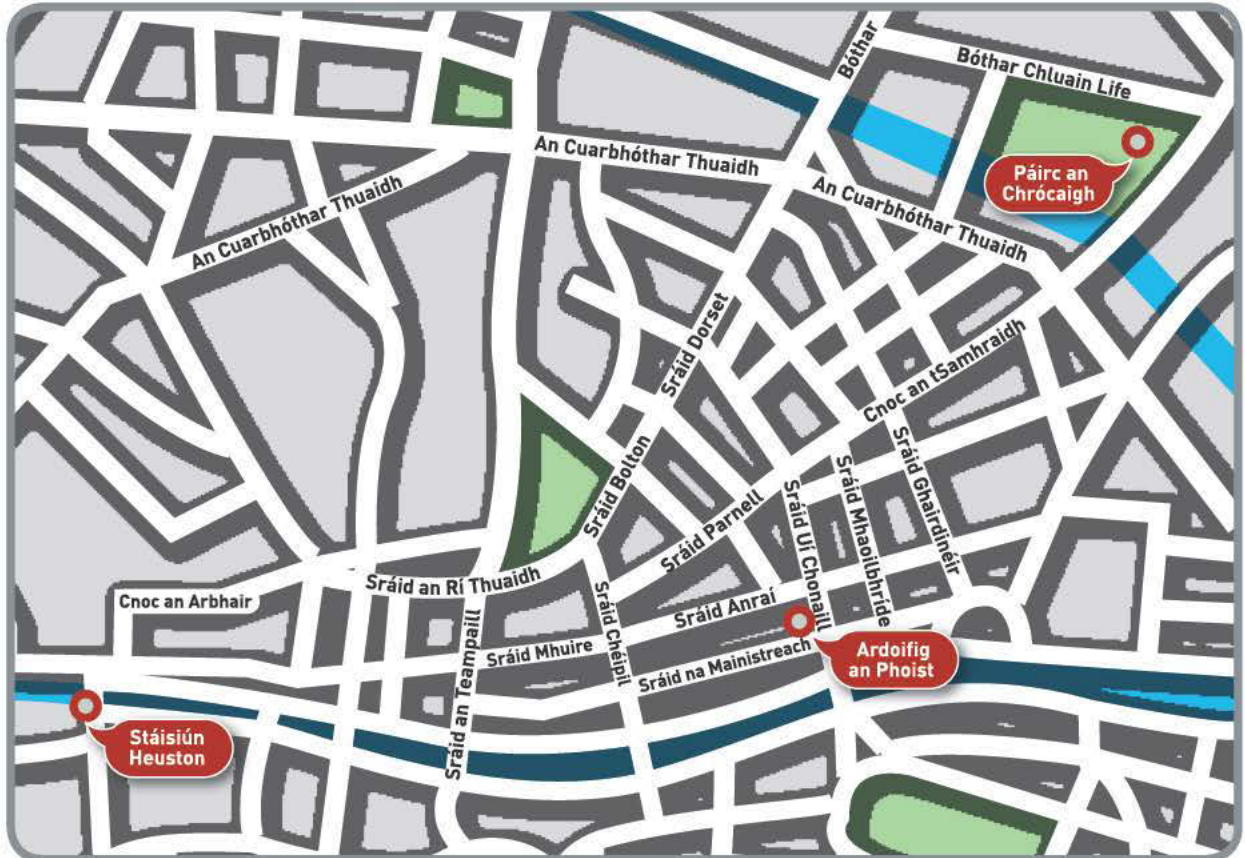 Bóthar
Bóthar Chluain Life
An Cuarbhóthar Thuaidh
Páirc an
Chrócaigh
An Cuarbhóthar Thuaidh
An Cuarbhóthar Thuaidh
Sráid Dorset
Cnoc an tSamhraidh
Sráid Bolton
Sráid Parnell
Sráid Uí Chonaill
Sráid Mhaoilbhríde
Sráid Ghairdinéir
Sráid an Rí Thuaidh
Cnoc an Arbhair
Sráid an Teampaill
Sráid Chéipil
Sráid Anraí
Sráid Mhuire
Sráid na Mainistreach
Ardoifig
an Phoist
Stáisiún
Heuston